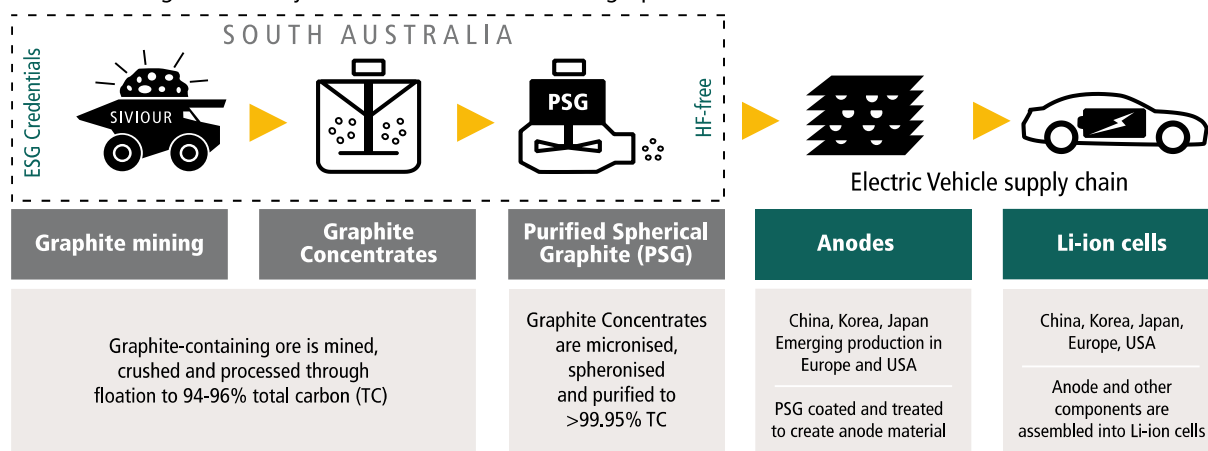 SOUTH AUSTRALIA
ESG Credentials
SIVIOUR
PSG
HF-free
Electric Vehicle supply chain
Graphite mining
Graphite
Concentrates
Purified Spherical
Graphite (PSG)
Anodes
Li-ion cells
Graphite-containing ore is mined,
crushed and processed through
floation to 94-96% total carbon (TC)
Graphite Concentrates
are micronised,
spheronised
and purified to
>99.95% TC
China, Korea, Japan
Emerging production in
Europe and USA
PSG coated and treated
to create anode material
China, Korea, Japan,
Europe, USA
Anode and other
components are
assembled into Li-ion cells